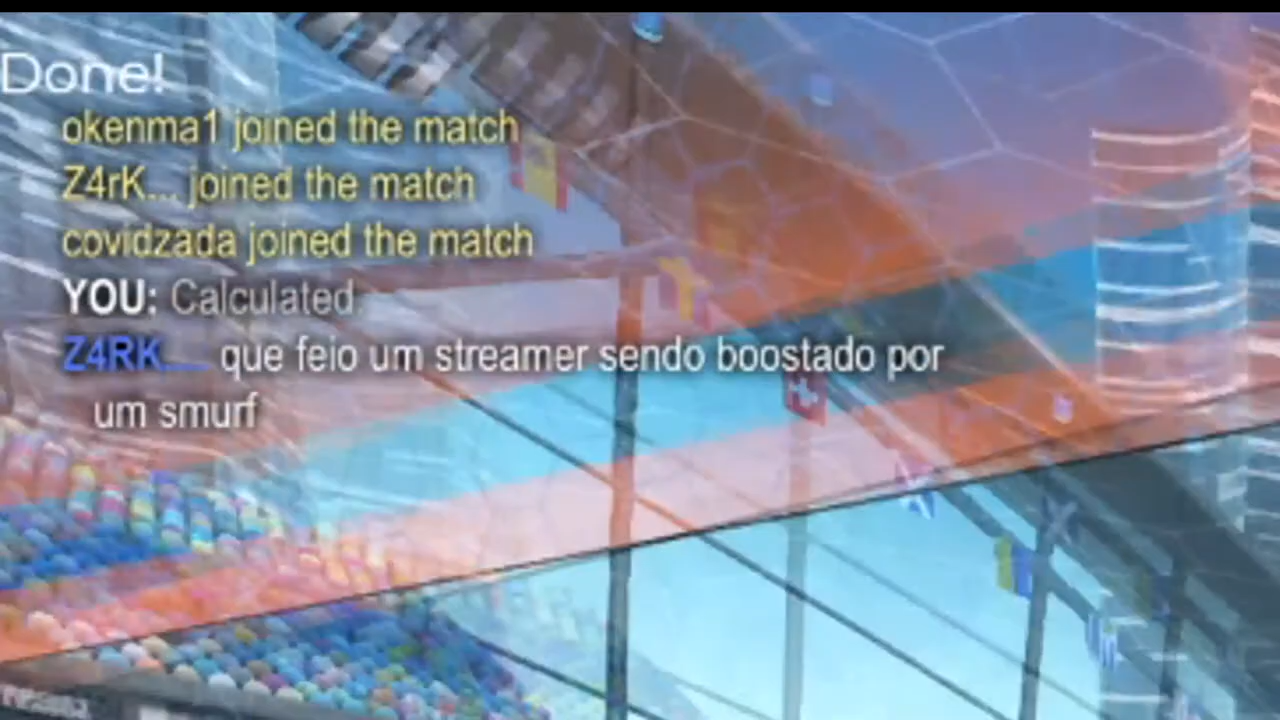 Done!
okenma1 joined the match
Z4rK... joined the match
covidzada joined the match
YOU: Calculated.
Z4RK... que feio um streamer sendo boostado por
um smurf